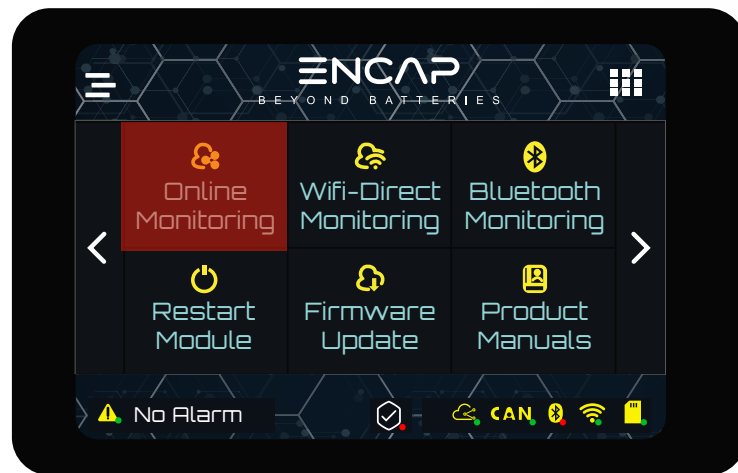 ENCAP
BEYOND BATTERIES
Online
Monitoring
Wifi-Direct
Monitoring
Bluetooth
Monitoring
Restart
Module
Firmware
Update
Product
Manuals
No Alarm
CAN